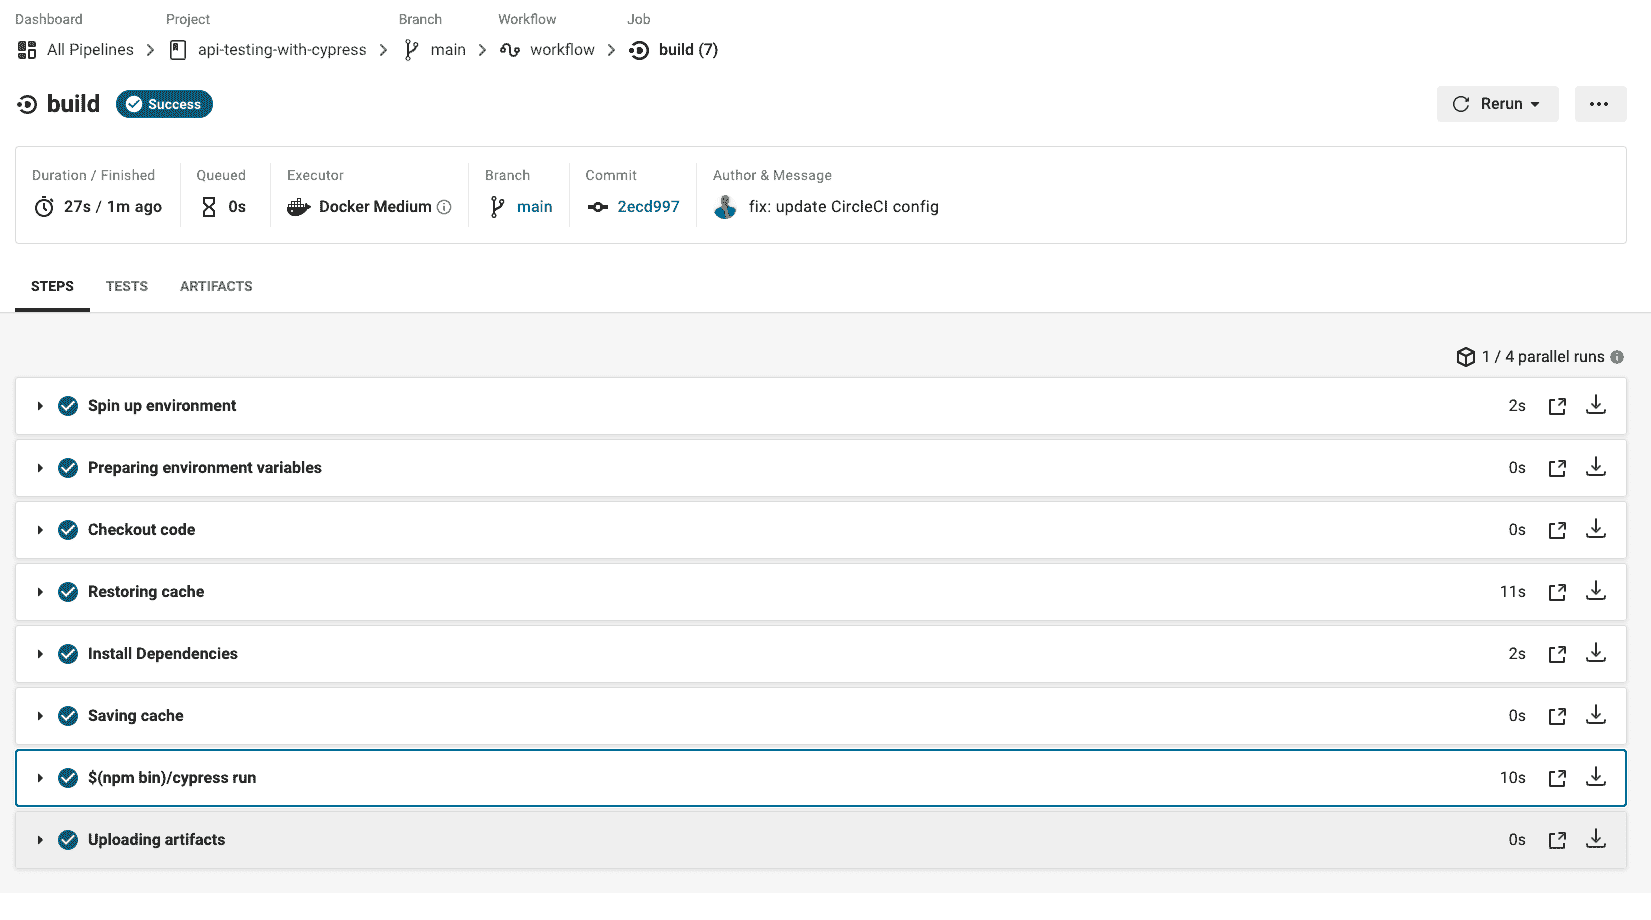 Dashboard Project Branch Workflow Job
All Pipelines api-testing-with-cypress main workflow build (7)
build Success Rerun
Duration / Finished Queued Executor Branch Commit Author & Message
27s / 1m ago 0s Docker Medium main 2ecd997 fix: update CircleCI config
STEPS TESTS ARTIFACTS
1 / 4 parallel runs
Spin up environment 2s
Preparing environment variables 0s
Checkout code 0s
Restoring cache 11s
Install Dependencies 2s
Saving cache 0s
$(npm bin)/cypress run 10s
Uploading artifacts 0s